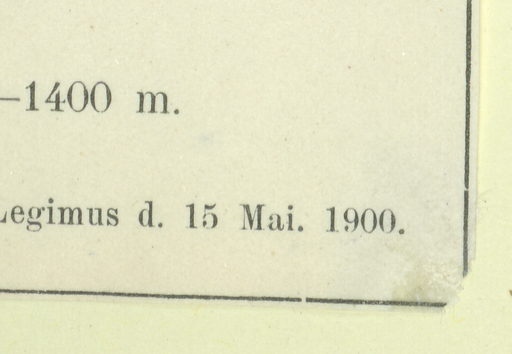 –1400 m.
Legimus d. 15 Mai. 1900.